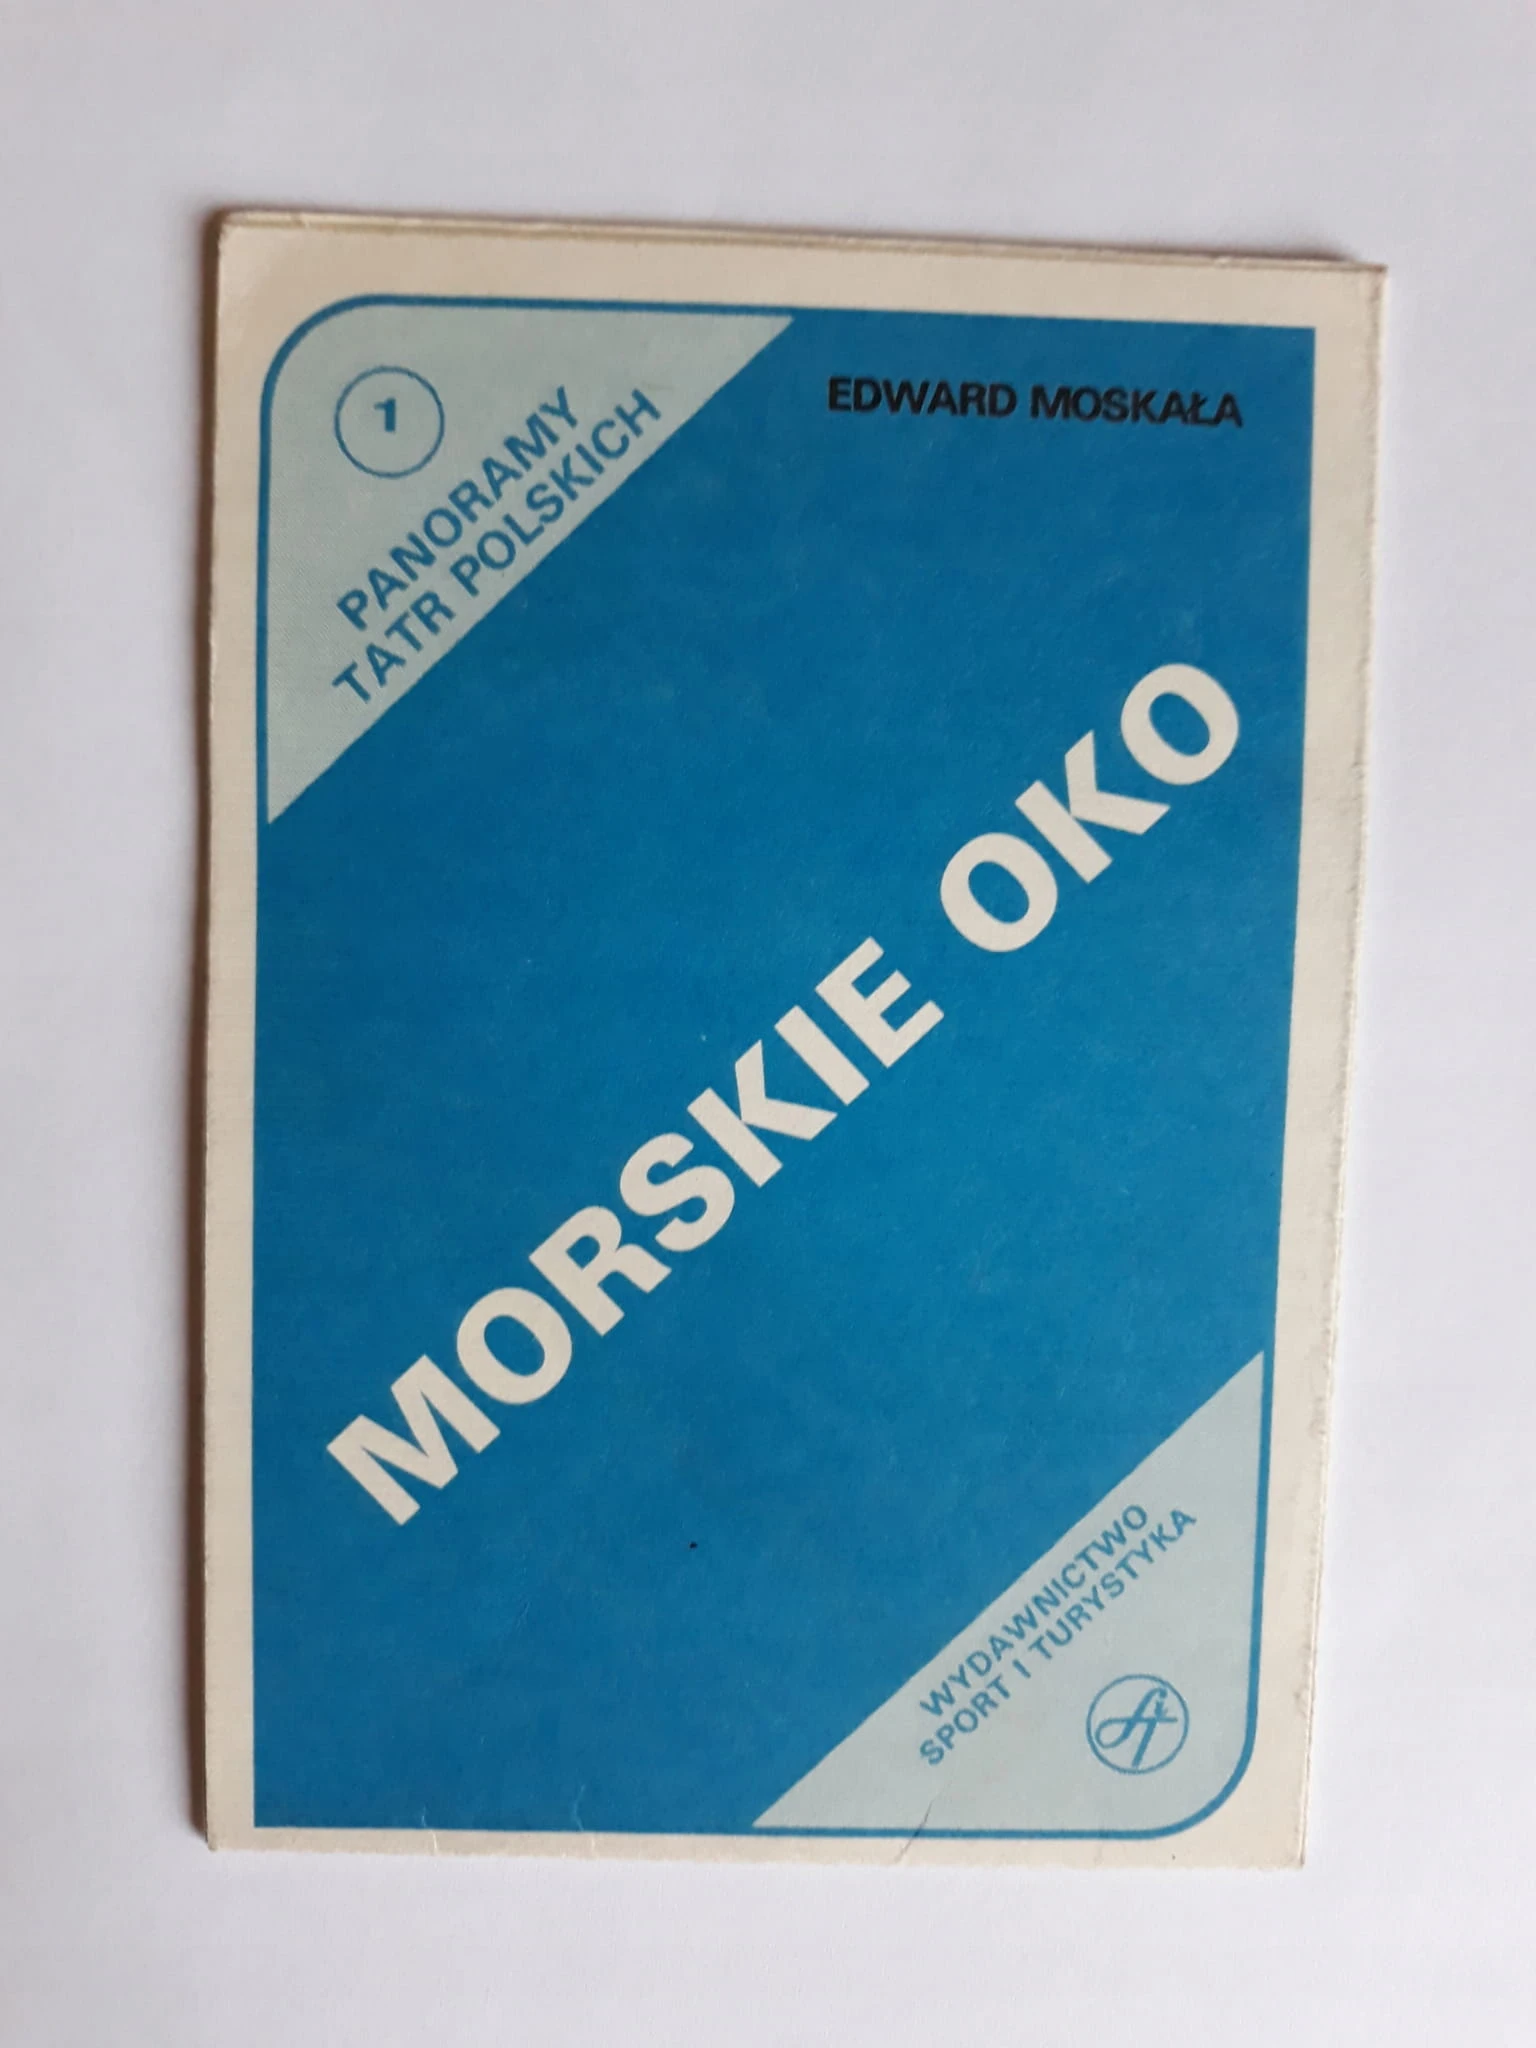 1
PANORAMY
TATR POLSKICH
EDWARD MOSKAŁA
MORSKIE OKO
WYDAWNICTWO
SPORT I TURYSTYKA